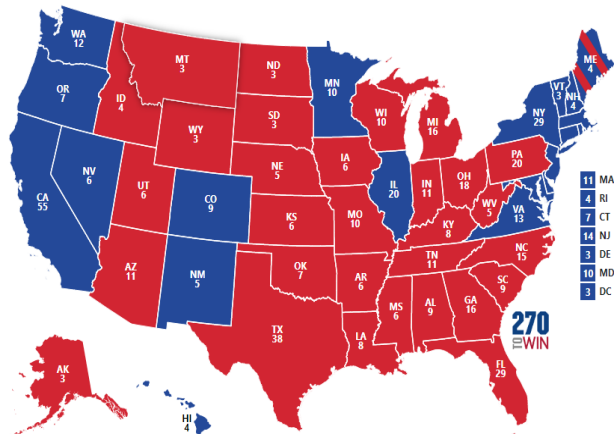 WA
12
MT
3
ND
3
MN
10
ME
4
VT
3
NH
4
OR
7
ID
4
SD
3
WI
10
MI
16
NY
29
WY
3
NE
5
IA
6
PA
20
NV
6
UT
6
CO
9
IL
20
IN
11
OH
18
WV
5
VA
13
CA
55
KS
6
MO
10
KY
8
NC
15
TN
11
AZ
11
NM
5
OK
7
AR
6
SC
9
MS
6
AL
9
GA
16
TX
38
LA
8
FL
29
AK
3
HI
4
11 MA
4 RI
7 CT
14 NJ
3 DE
10 MD
3 DC
270
TOWIN